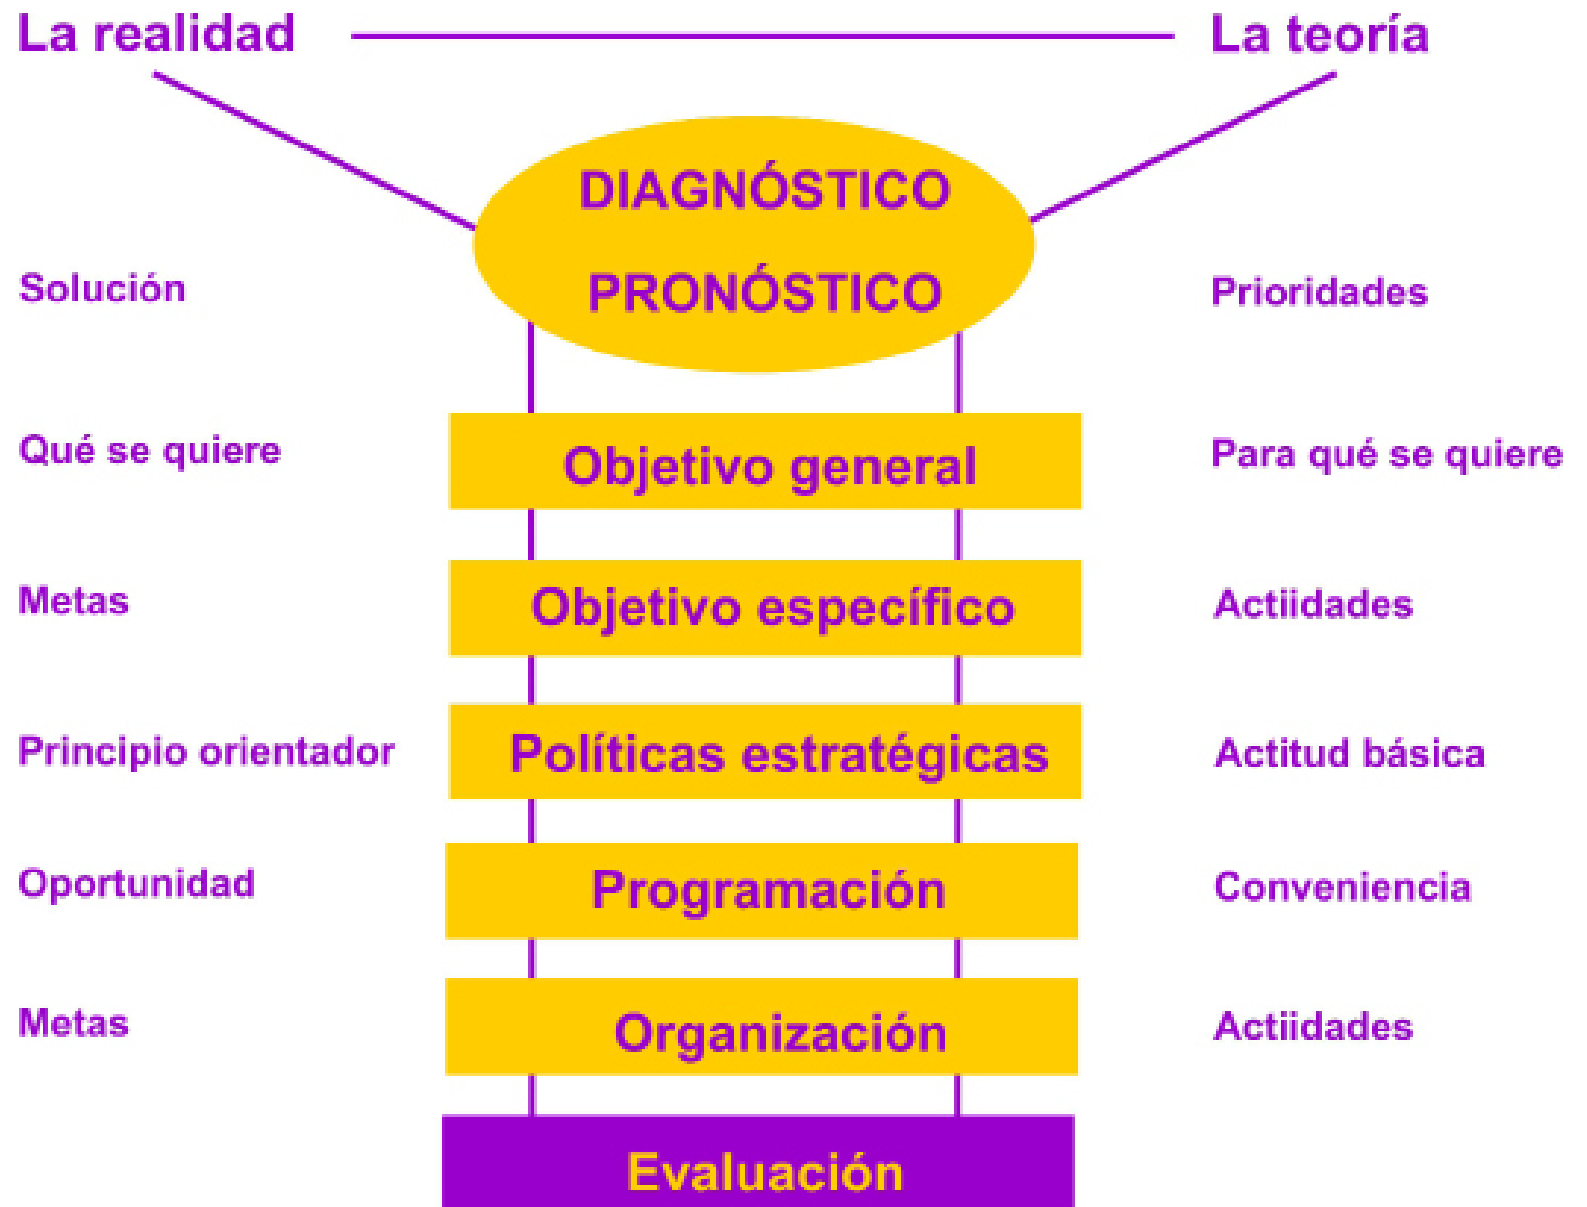 La realidad
La teoría
DIAGNÓSTICO
PRONÓSTICO
Solución
Prioridades
Qué se quiere
Objetivo general
Para qué se quiere
Metas
Objetivo específico
Actiidades
Principio orientador
Políticas estratégicas
Actitud básica
Oportunidad
Programación
Conveniencia
Metas
Organización
Actiidades
Evaluación